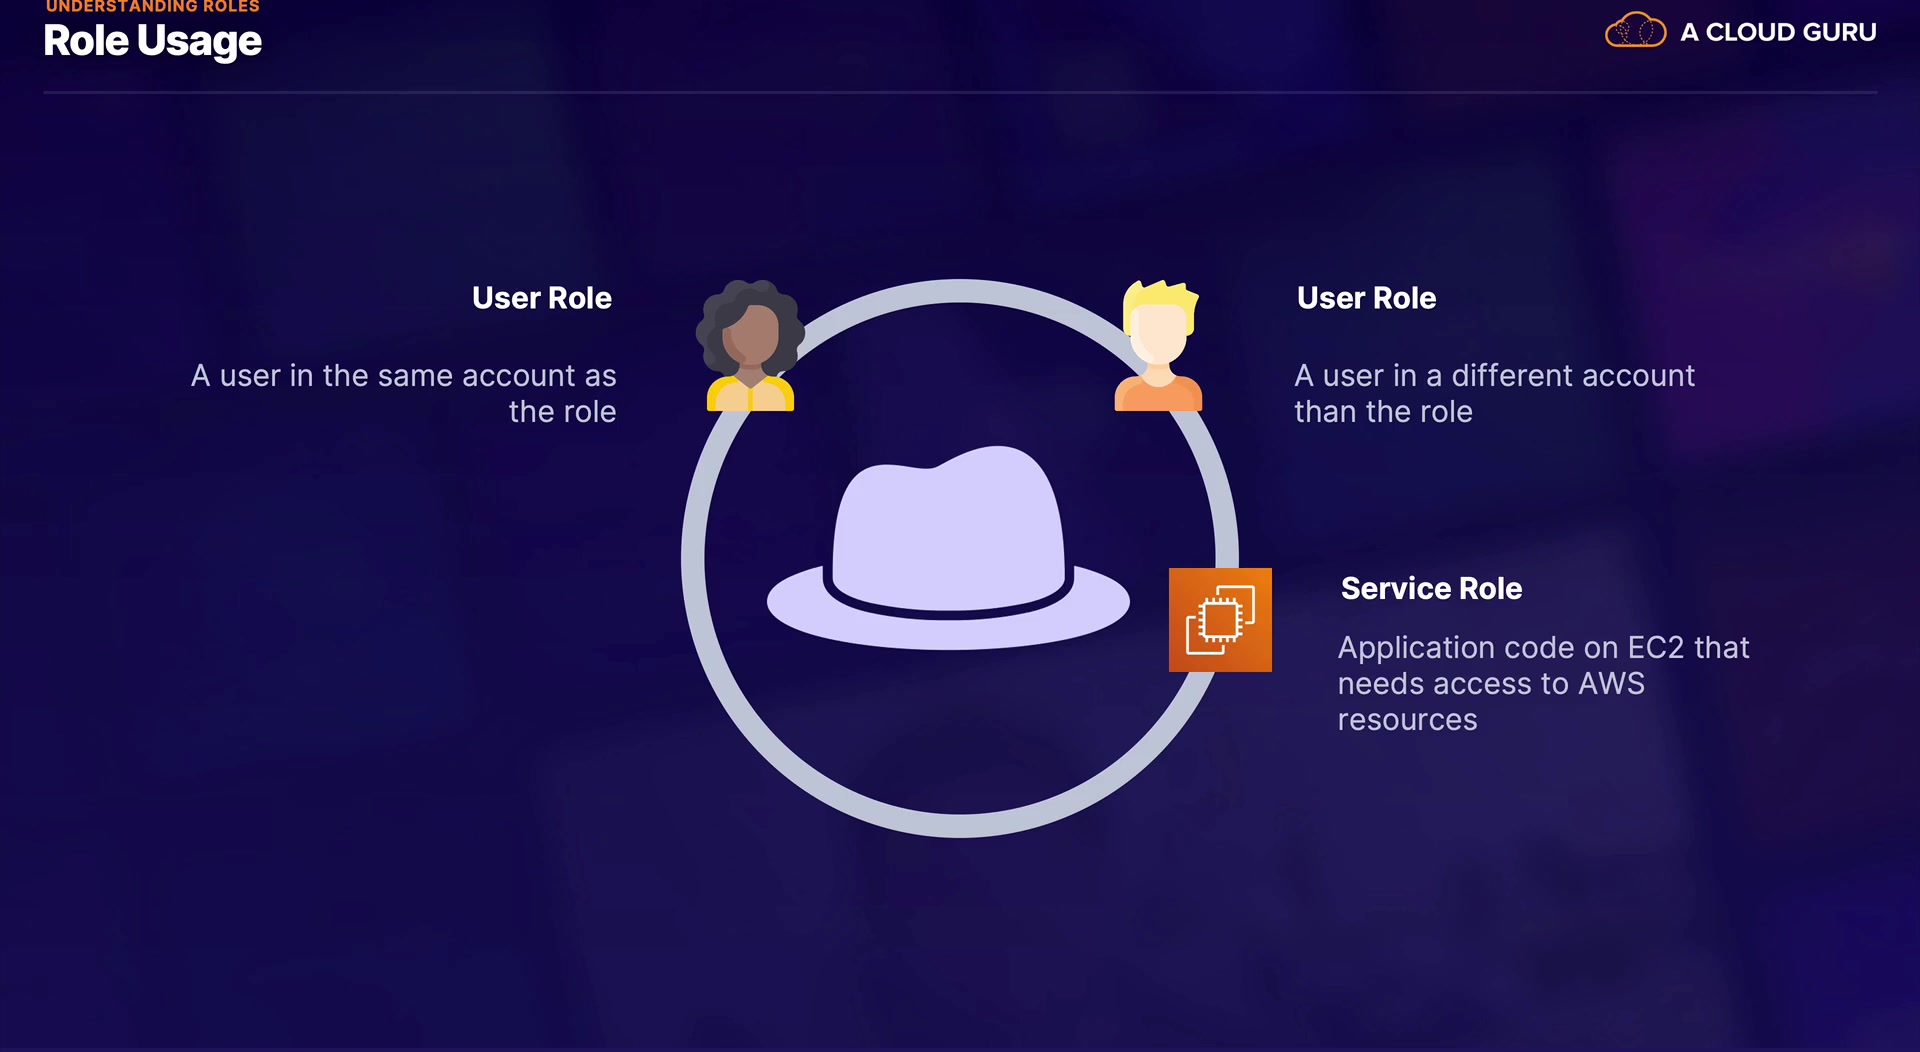 UNDERSTANDING ROLES
Role Usage
A CLOUD GURU
User Role
A user in the same account as
the role
User Role
A user in a different account
than the role
Service Role
Application code on EC2 that
needs access to AWS
resources